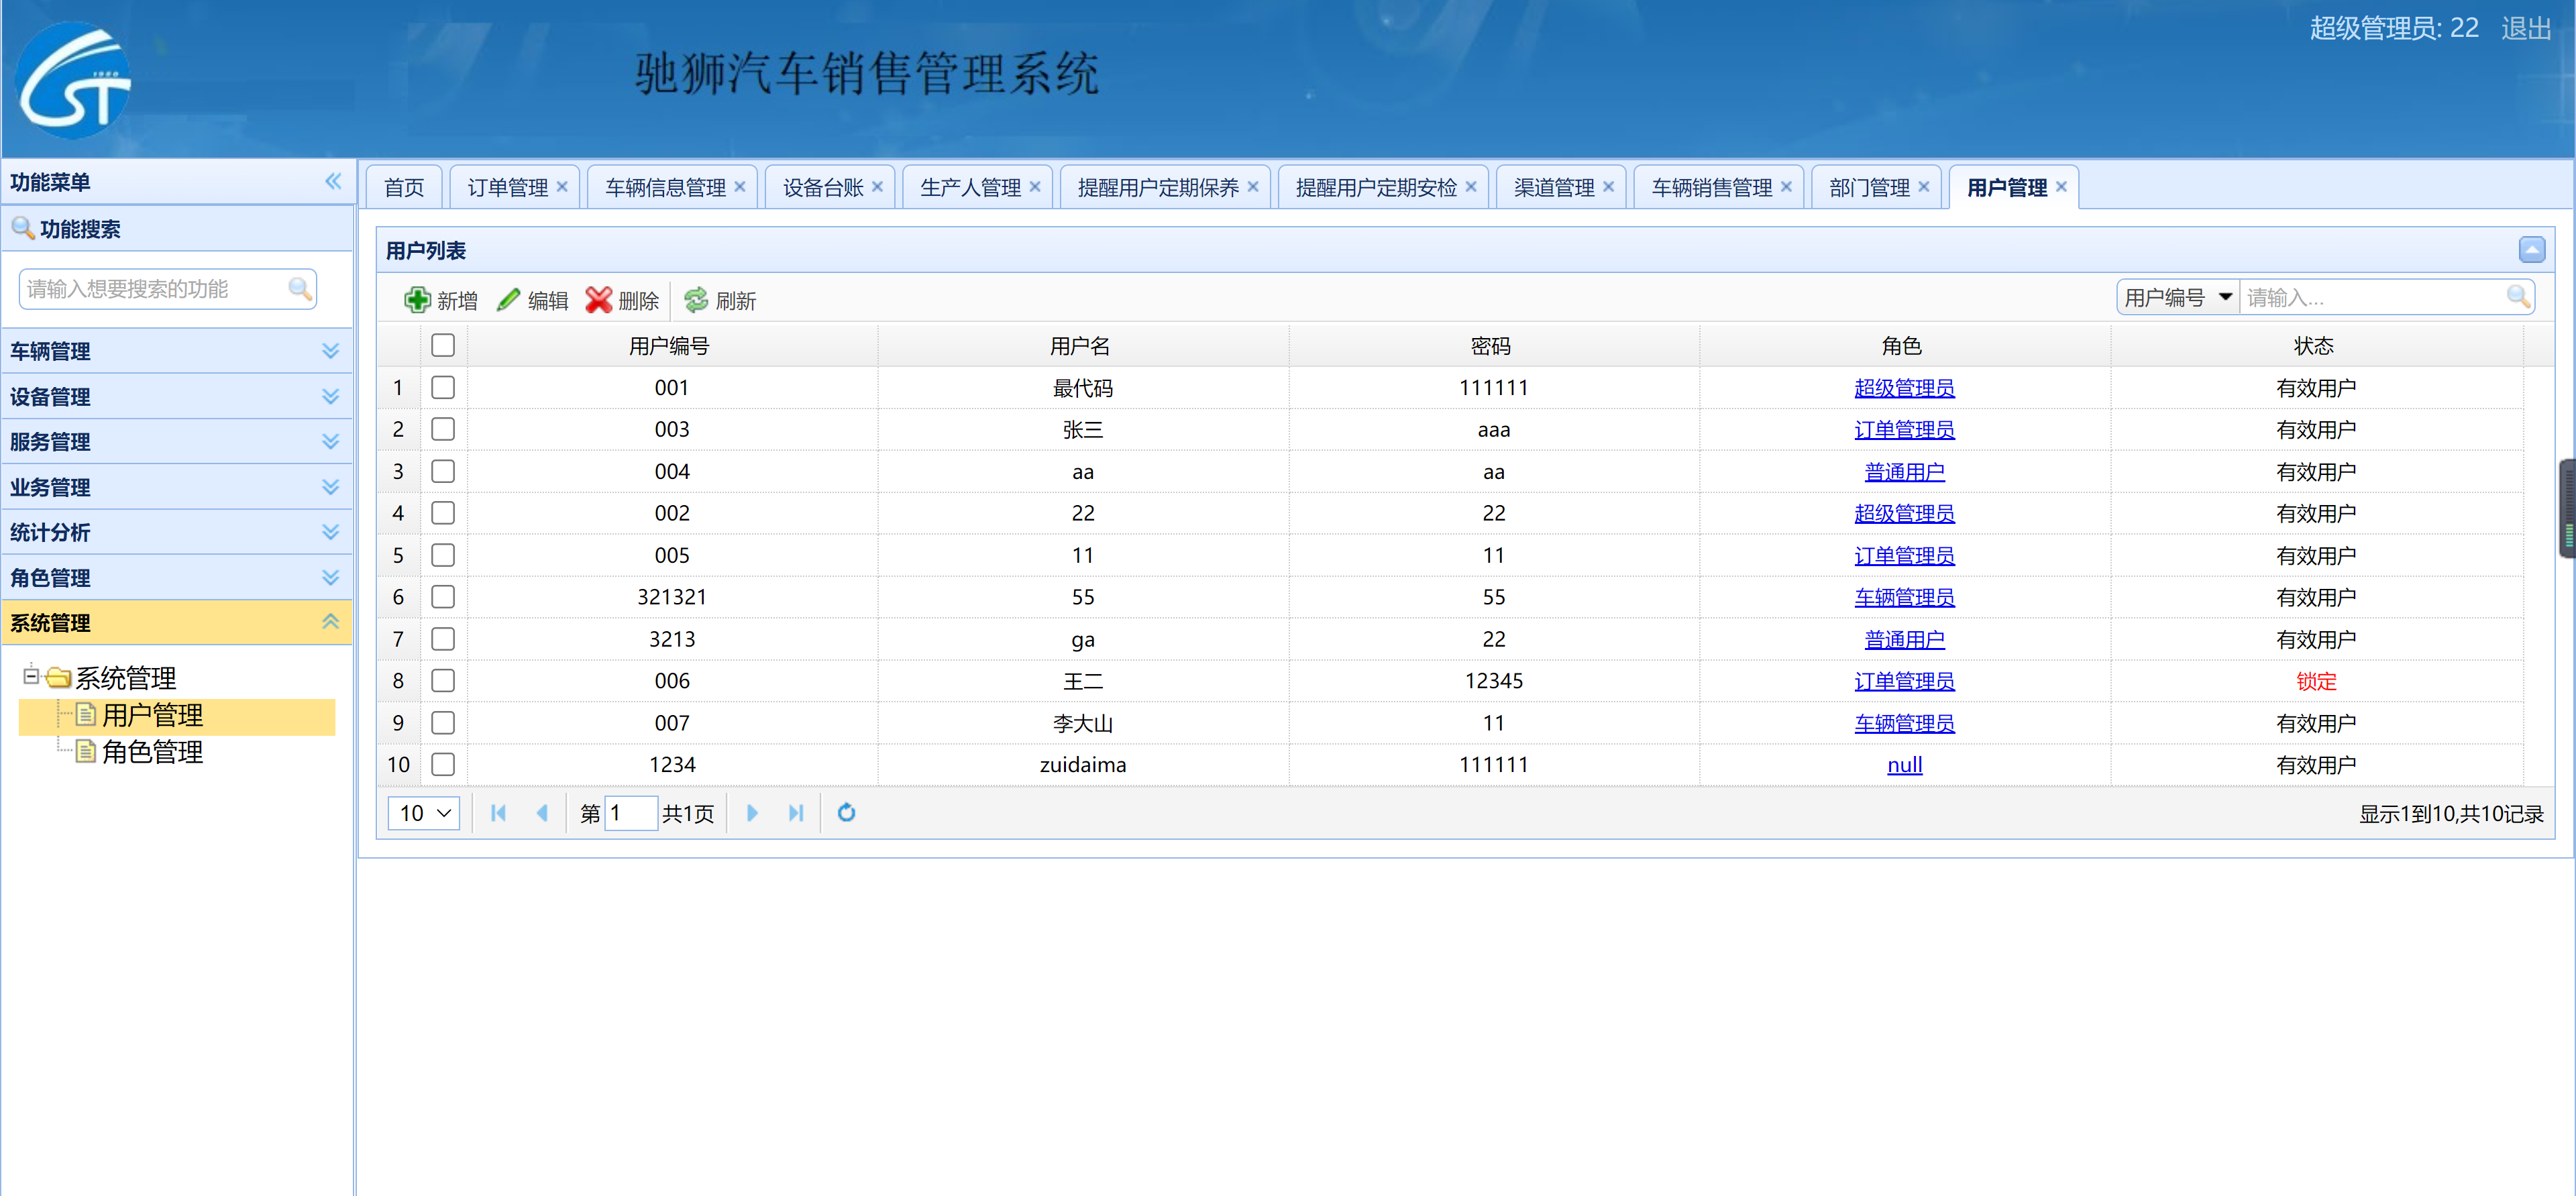 超级管理员: 22 退出
1980
GST
驰狮汽车销售管理系统
功能菜单
首页 订单管理 车辆信息管理 设备台账 生产人管理 提醒用户定期保养 提醒用户定期安检 渠道管理 车辆销售管理 部门管理 用户管理
功能搜索
请输入想要搜索的功能
车辆管理
设备管理
服务管理
业务管理
统计分析
角色管理
系统管理
系统管理
用户管理
角色管理
用户列表
新增 编辑 删除 刷新 用户编号 请输入...
用户编号 用户名 密码 角色 状态
1 001 最代码 111111 超级管理员 有效用户
2 003 张三 aaa 订单管理员 有效用户
3 004 aa aa 普通用户 有效用户
4 002 22 22 超级管理员 有效用户
5 005 11 11 订单管理员 有效用户
6 321321 55 55 车辆管理员 有效用户
7 3213 ga 22 普通用户 有效用户
8 006 王二 12345 订单管理员 锁定
9 007 李大山 11 车辆管理员 有效用户
10 1234 zuidaima 111111 null 有效用户
10 第 1 共1页 显示1到10,共10记录